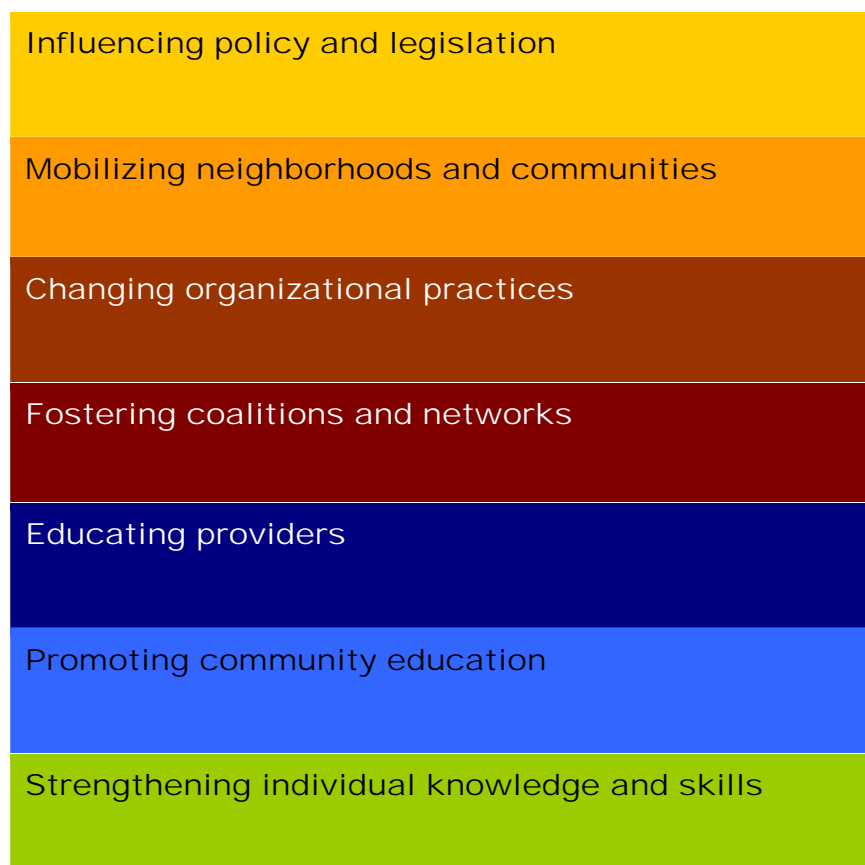 Influencing policy and legislation
Mobilizing neighborhoods and communities
Changing organizational practices
Fostering coalitions and networks
Educating providers
Promoting community education
Strengthening individual knowledge and skills